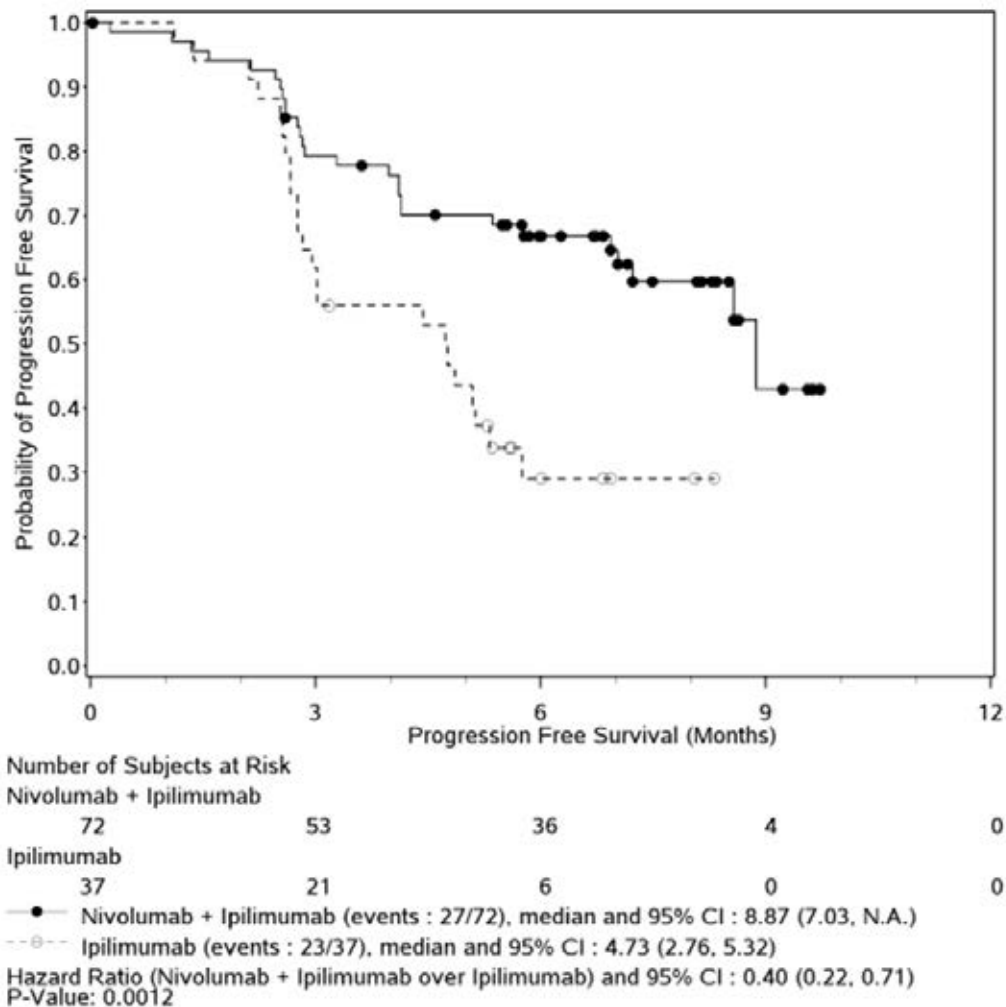 1.0
0.9
0.8
0.7
0.6
0.5
0.4
0.3
0.2
0.1
0.0
Probability of Progression Free Survival
0 3 6 9 12
Progression Free Survival (Months)
Number of Subjects at Risk
Nivolumab + Ipilimumab
72 53 36 4 0
Ipilimumab
37 21 6 0 0
Nivolumab + Ipilimumab (events : 27/72), median and 95% CI : 8.87 (7.03, N.A.)
Ipilimumab (events : 23/37), median and 95% CI : 4.73 (2.76, 5.32)
Hazard Ratio (Nivolumab + Ipilimumab over Ipilimumab) and 95% CI : 0.40 (0.22, 0.71)
P-Value: 0.0012